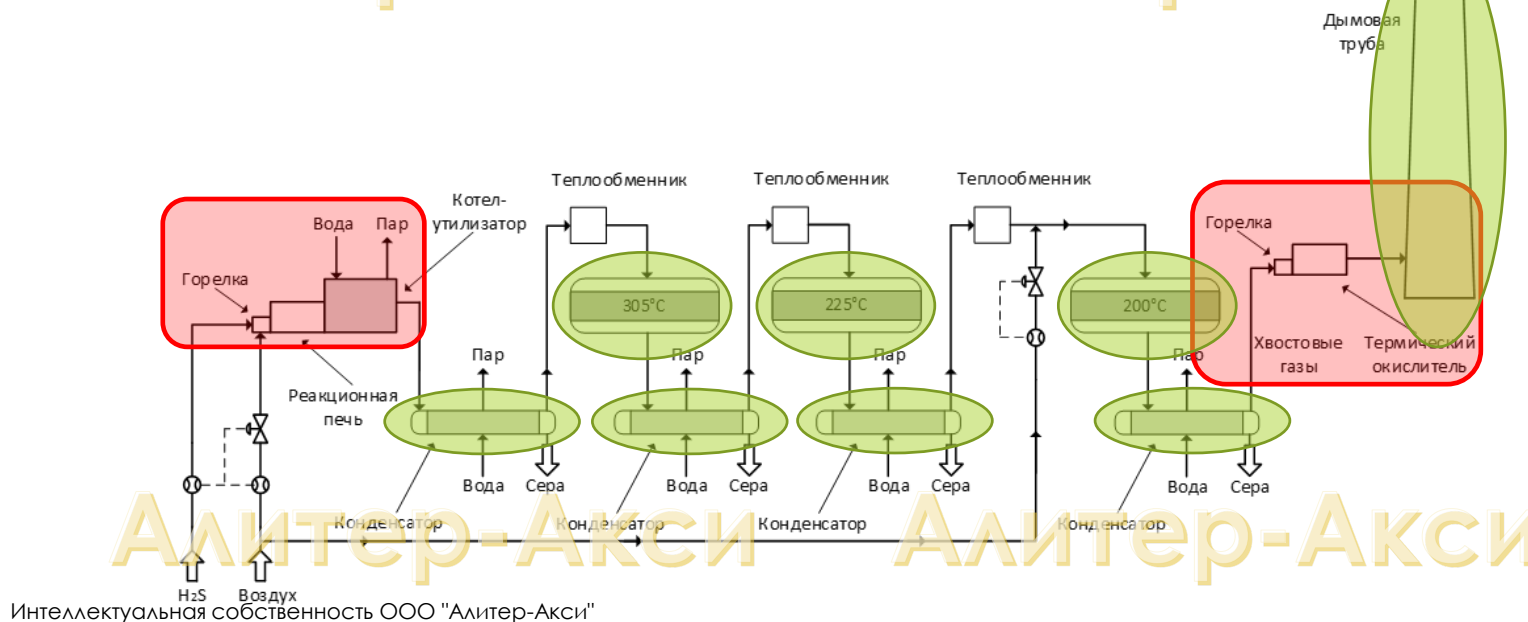 Дымовая
труба
Теплообменник
Теплообменник
Теплообменник
Котел-
утилизатор
Вода
Пар
Горелка
Горелка
305°C
225°C
200°C
Хвостовые
газы
Термический
окислитель
Реакционная
печь
Пар
Пар
Пар
Пар
Вода
Сера
Вода
Сера
Вода
Сера
Вода
Сера
Конденсатор
Конденсатор
Конденсатор
Конденсатор
Алитер-Акси
Алитер-Акси
H2S
Воздух
Интеллектуальная собственность ООО "Алитер-Акси"